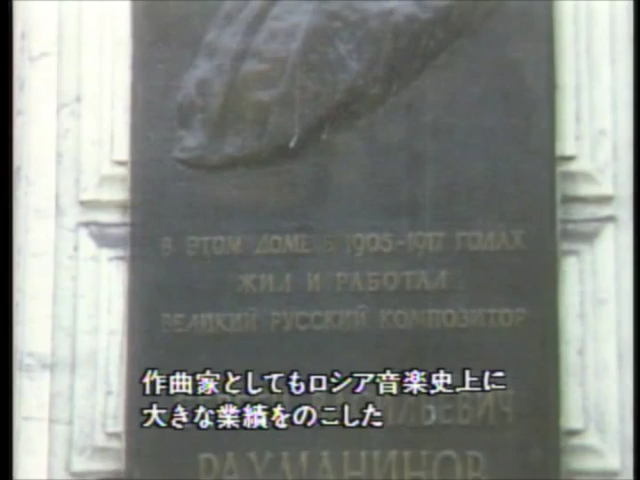 В ЭТОМ ДОМЕ В 1905-1917 ГОДАХ
ЖИЛ И РАБОТАЛ
ВЕЛИКИЙ РУССКИЙ КОМПОЗИТОР
作曲家としてもロシア音楽史上に
大きな業績をのこした
РАХМАНИНОВ